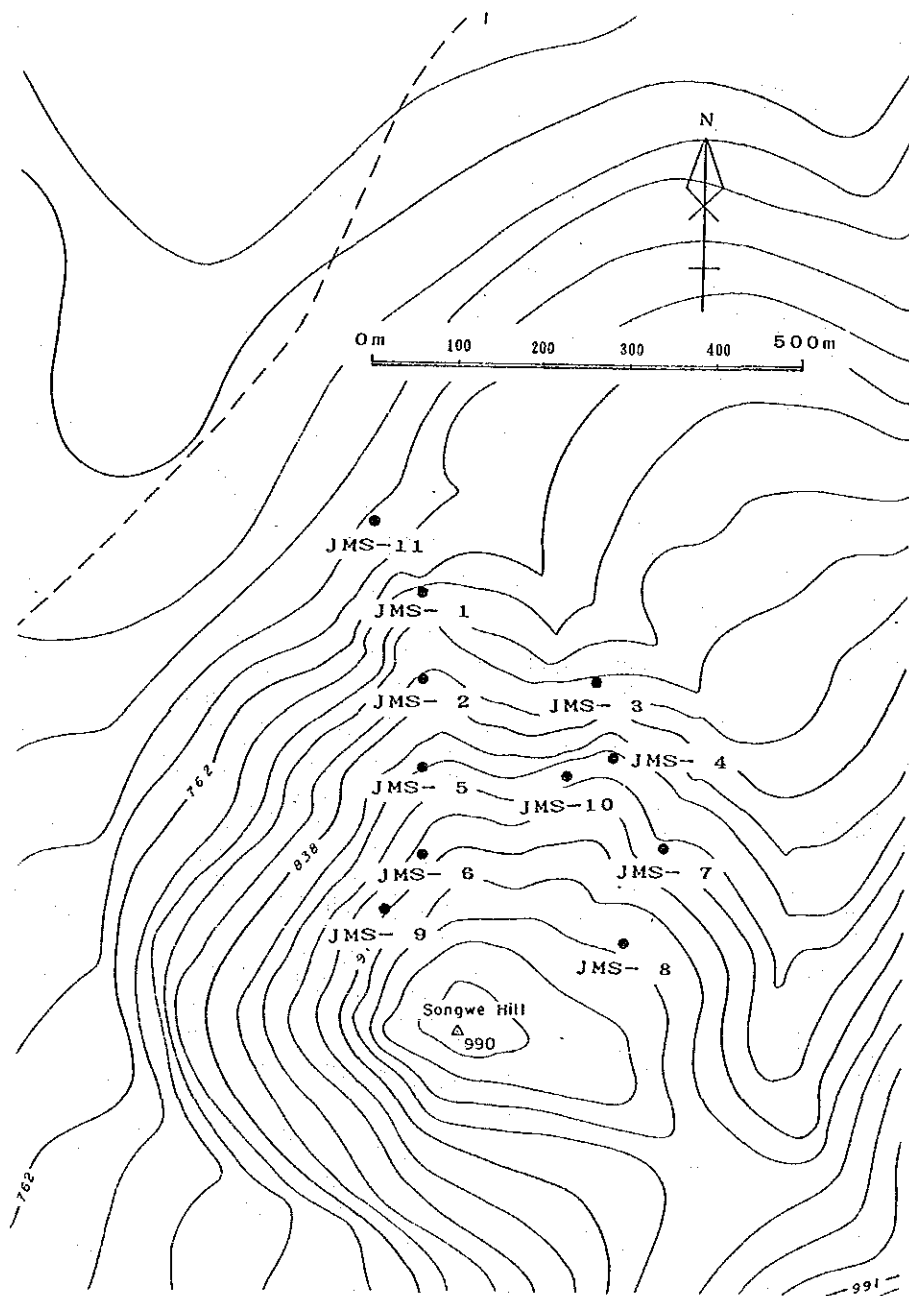 N
0m 100 200 300 400 500m
JMS-11
JMS- 1
JMS- 2
JMS- 3
JMS- 4
JMS- 5
JMS-10
762
838
JMS- 6
JMS- 7
JMS- 9
JMS- 8
Songwe Hill
990
762
991